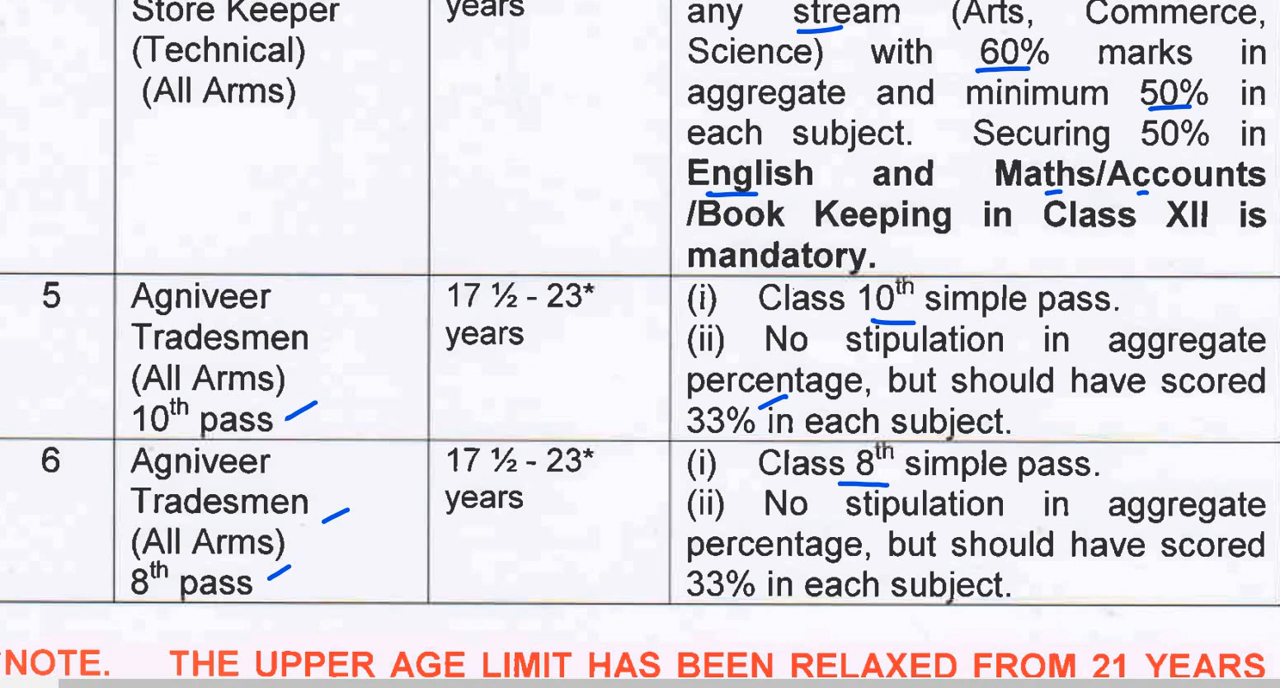 Store Keeper
(Technical)
(All Arms)
years
any stream (Arts, Commerce,
Science) with 60% marks in
aggregate and minimum 50% in
each subject. Securing 50% in
English and Maths/Accounts
/Book Keeping in Class XII is
mandatory.
5
Agniveer
Tradesmen
(All Arms)
10th pass
17 ½ - 23*
years
(i) Class 10th simple pass.
(ii) No stipulation in aggregate
percentage, but should have scored
33% in each subject.
6
Agniveer
Tradesmen
(All Arms)
8th pass
17 ½ - 23*
years
(i) Class 8th simple pass.
(ii) No stipulation in aggregate
percentage, but should have scored
33% in each subject.
*NOTE. THE UPPER AGE LIMIT HAS BEEN RELAXED FROM 21 YEARS